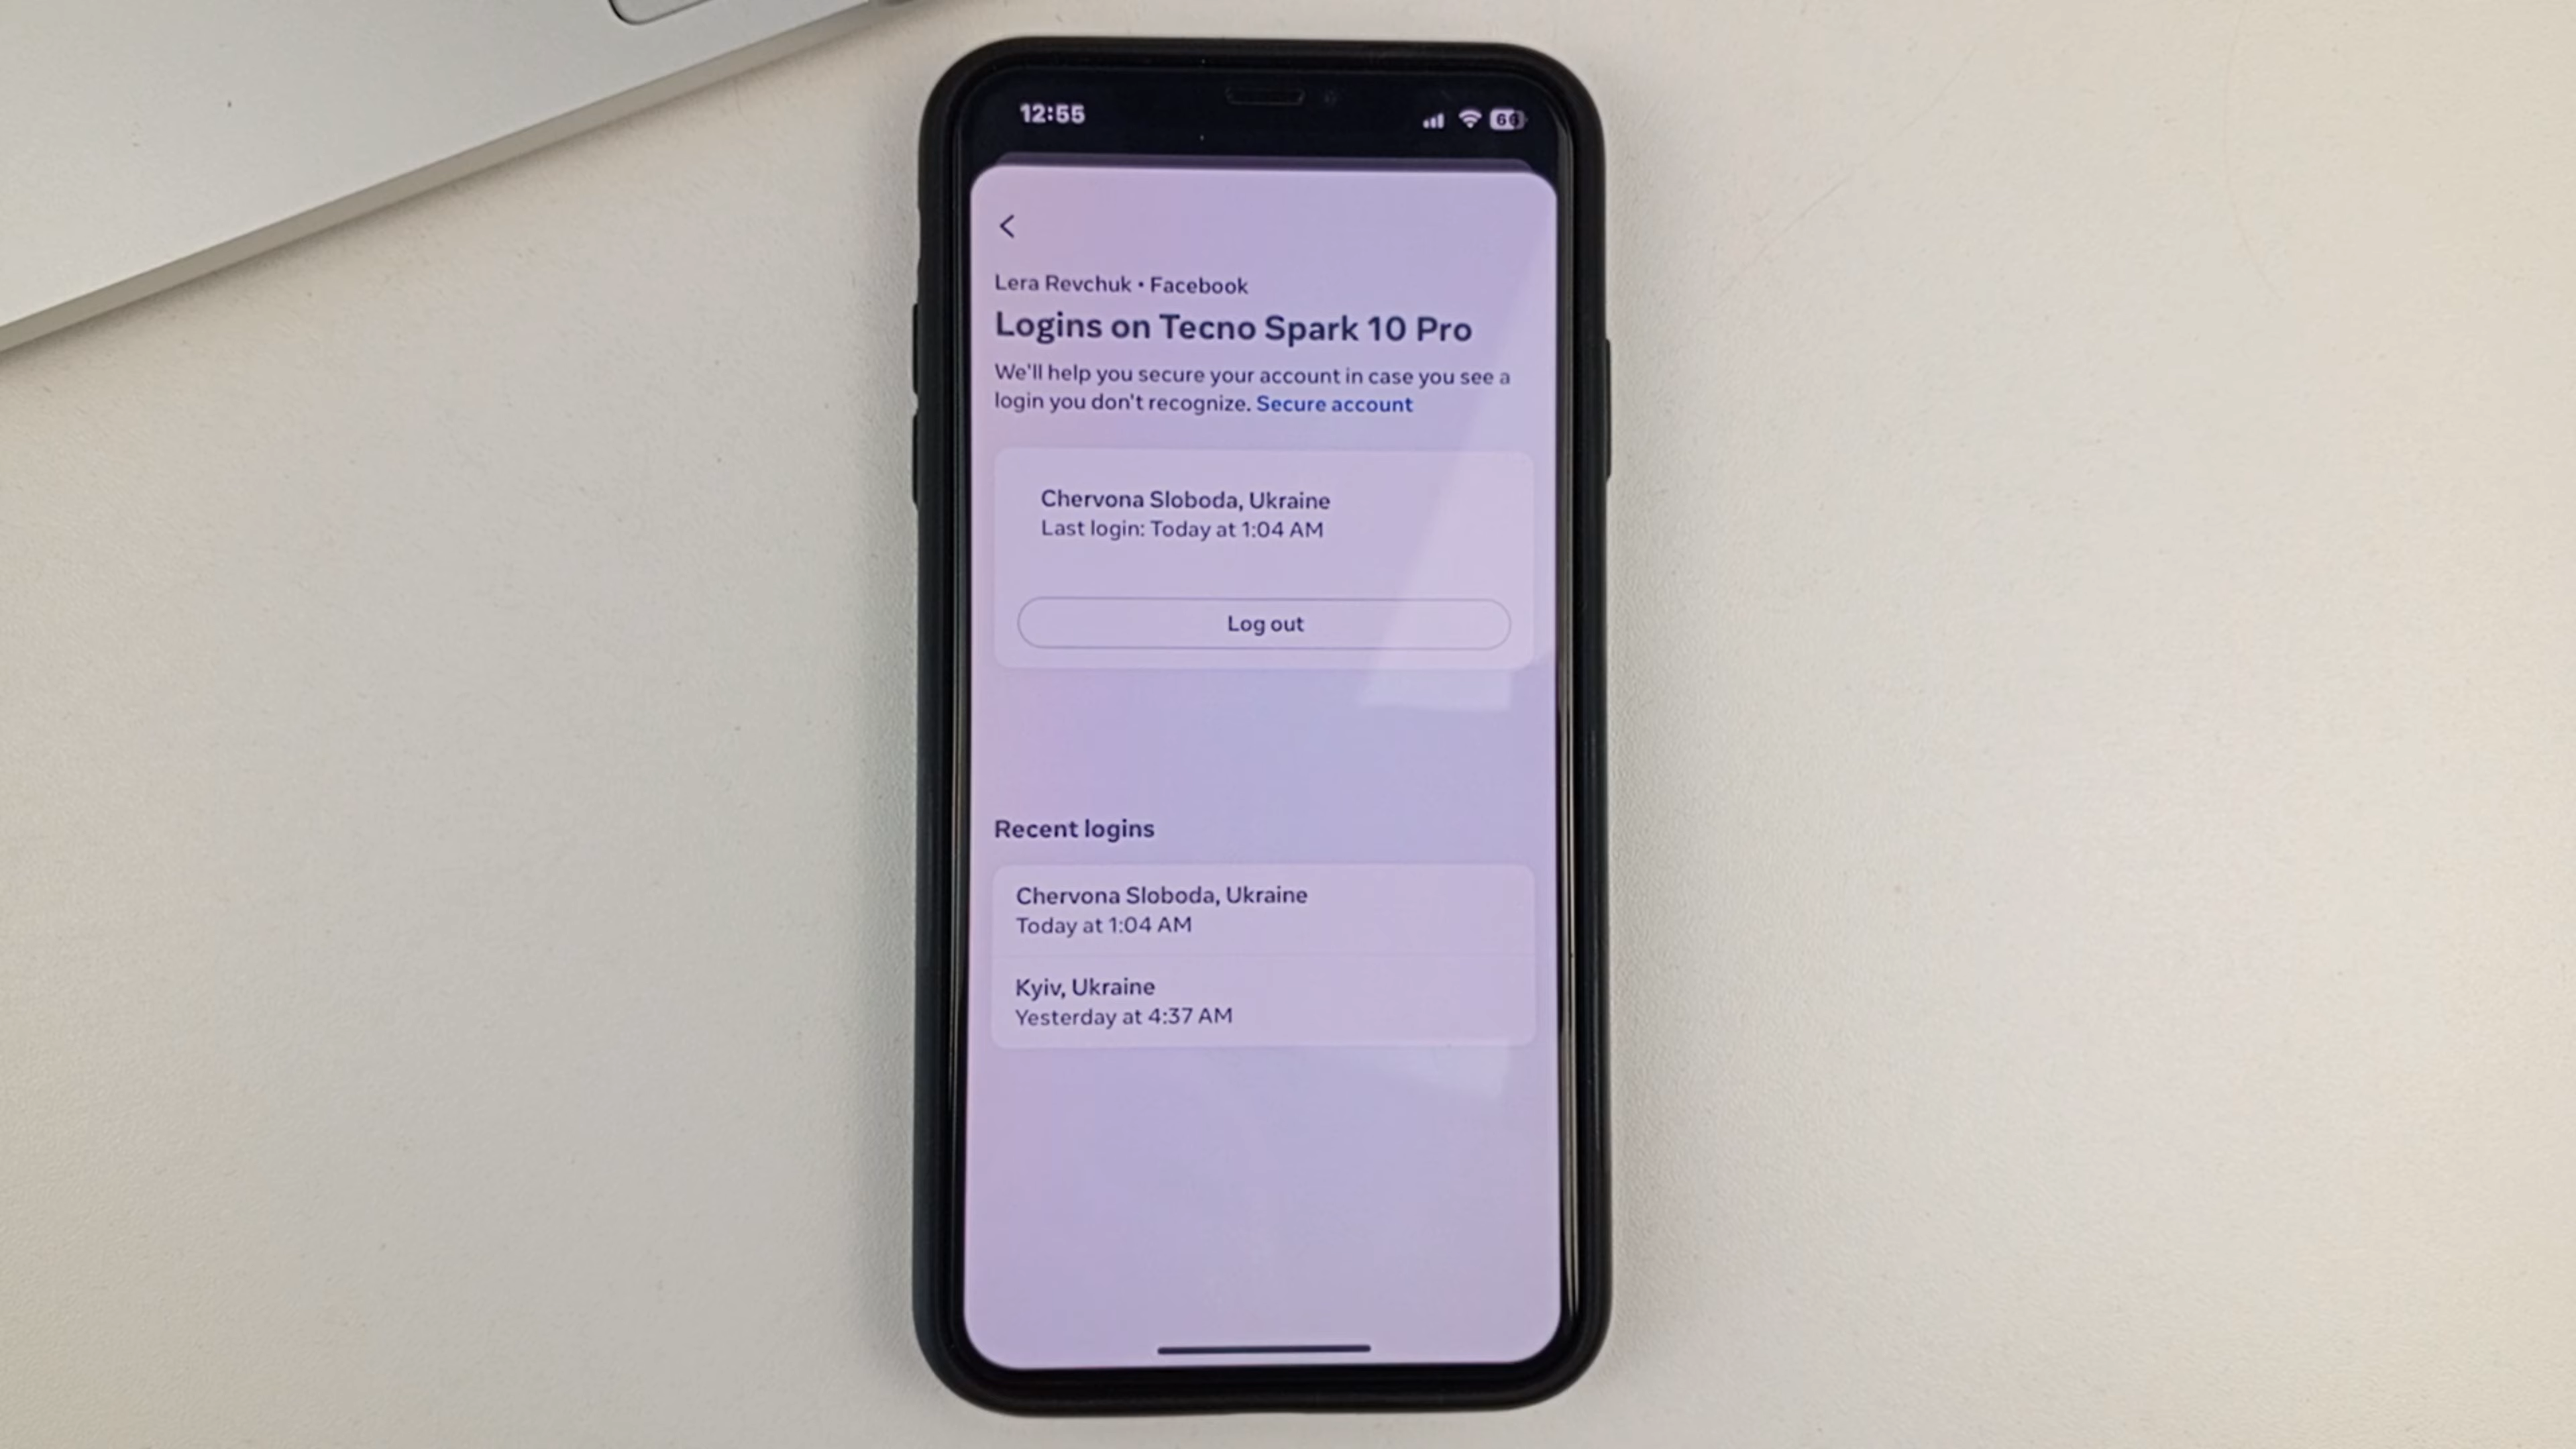 12:55
66
Lera Revchuk • Facebook
Logins on Tecno Spark 10 Pro
We'll help you secure your account in case you see a
login you don't recognize. Secure account
Chervona Sloboda, Ukraine
Last login: Today at 1:04 AM
Log out
Recent logins
Chervona Sloboda, Ukraine
Today at 1:04 AM
Kyiv, Ukraine
Yesterday at 4:37 AM